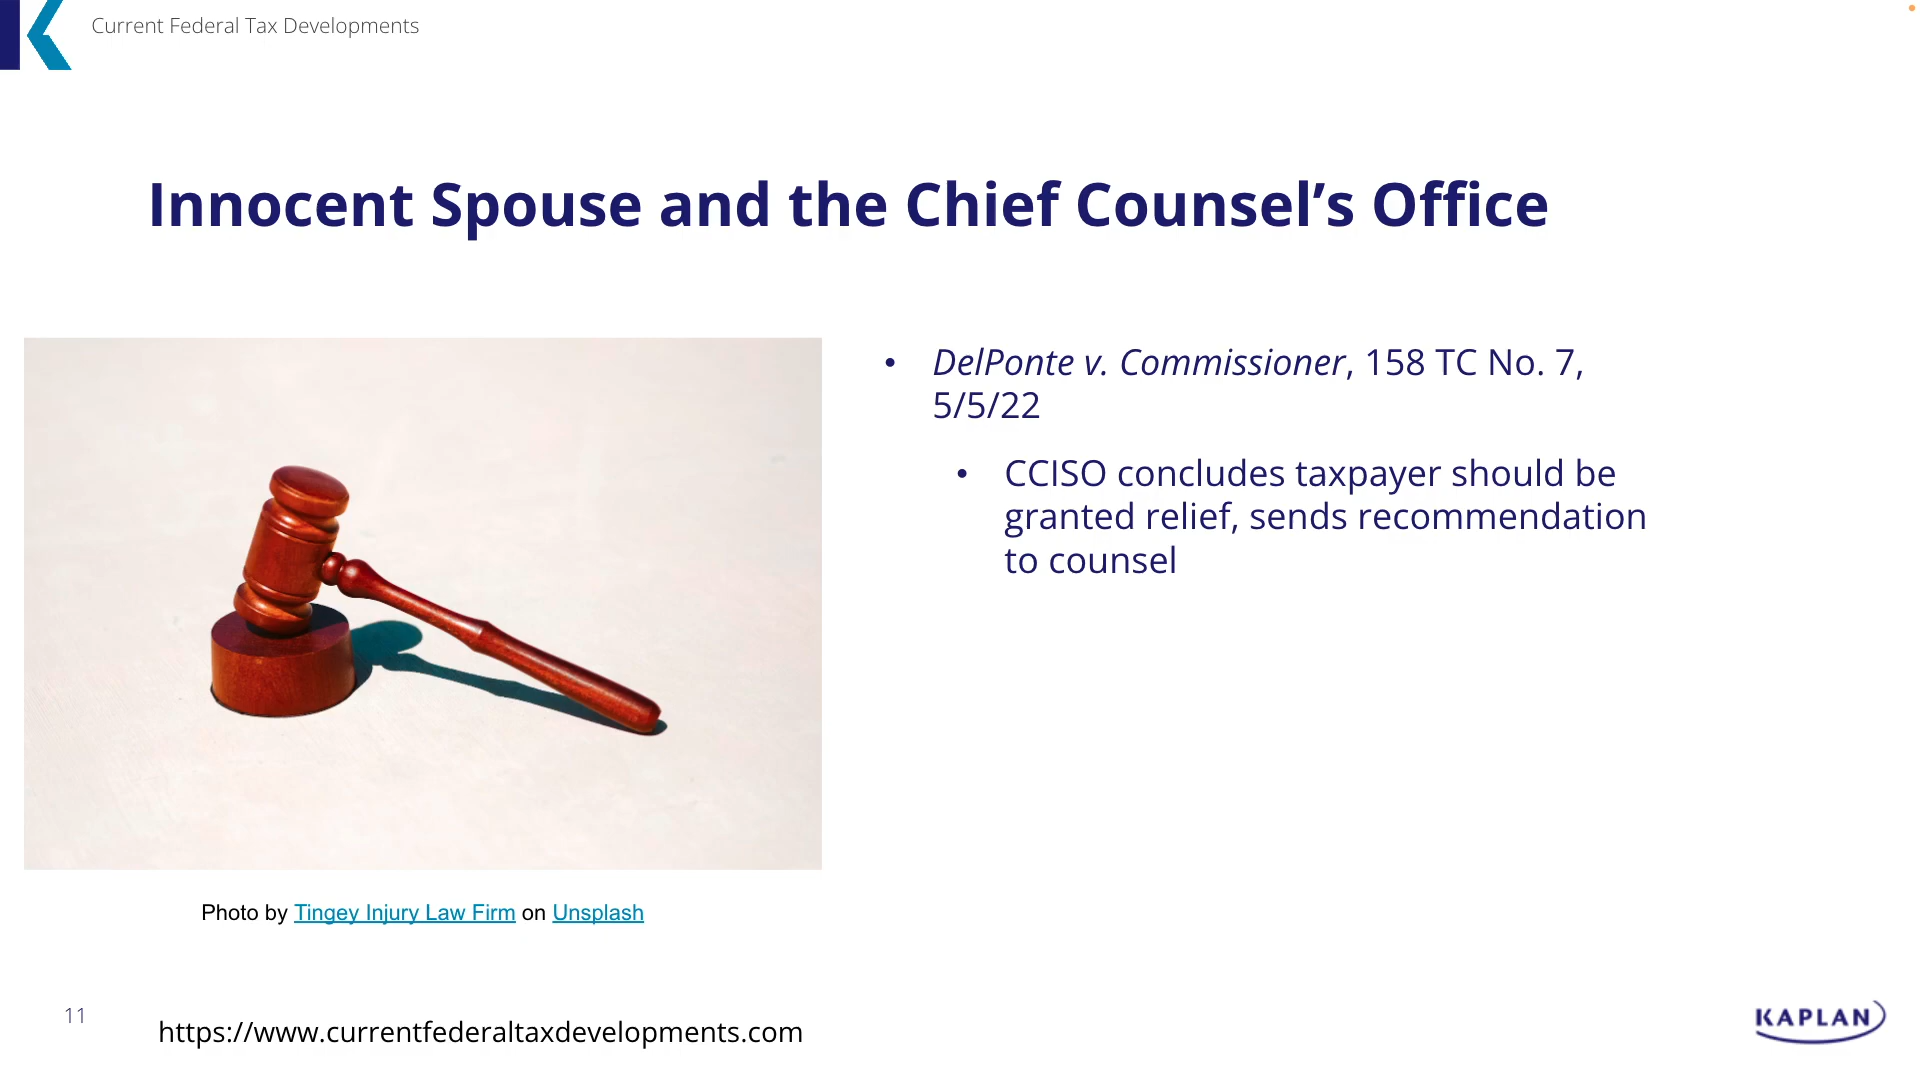 Current Federal Tax Developments
Innocent Spouse and the Chief Counsel’s Office
• DelPonte v. Commissioner, 158 TC No. 7,
5/5/22
• CCISO concludes taxpayer should be
granted relief, sends recommendation
to counsel
Photo by Tingey Injury Law Firm on Unsplash
11
https://www.currentfederaltaxdevelopments.com
KAPLAN